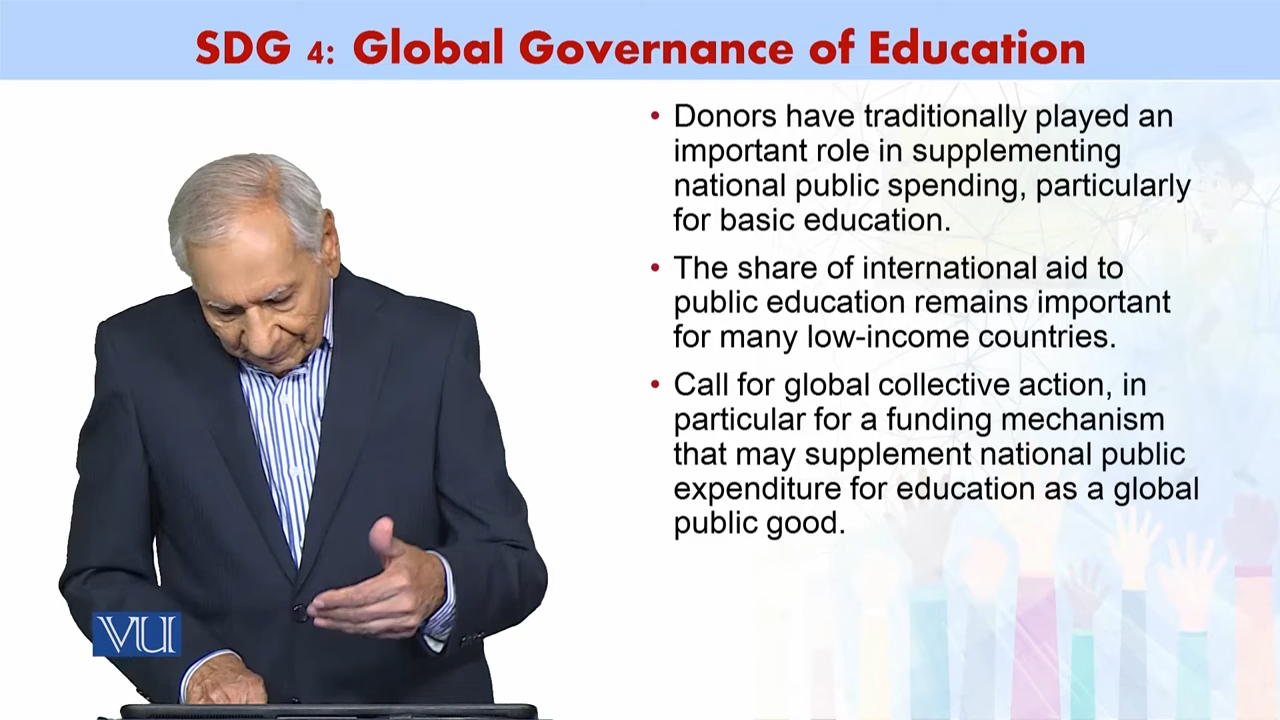 SDG 4: Global Governance of Education
• Donors have traditionally played an
important role in supplementing
national public spending, particularly
for basic education.
• The share of international aid to
public education remains important
for many low-income countries.
• Call for global collective action, in
particular for a funding mechanism
that may supplement national public
expenditure for education as a global
public good.
VU